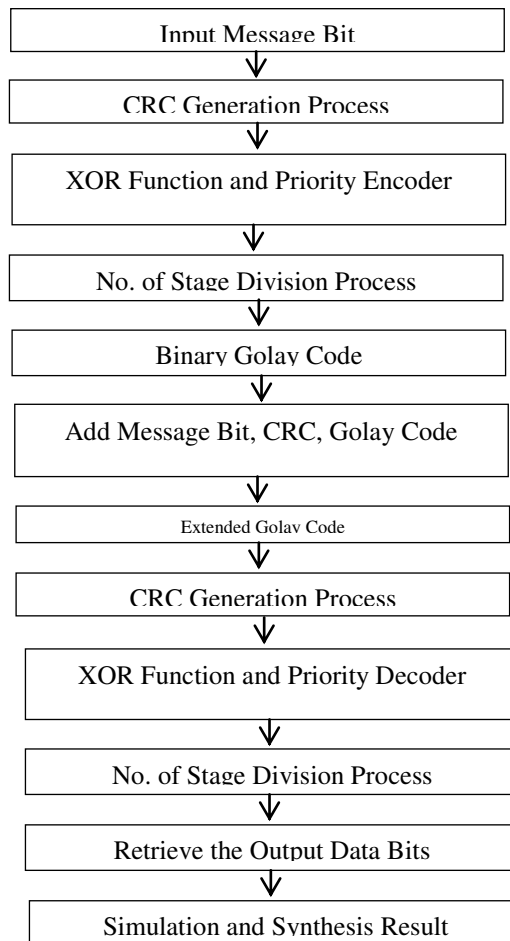 Input Message Bit
CRC Generation Process
XOR Function and Priority Encoder
No. of Stage Division Process
Binary Golay Code
Add Message Bit, CRC, Golay Code
Extended Golay Code
CRC Generation Process
XOR Function and Priority Decoder
No. of Stage Division Process
Retrieve the Output Data Bits
Simulation and Synthesis Result